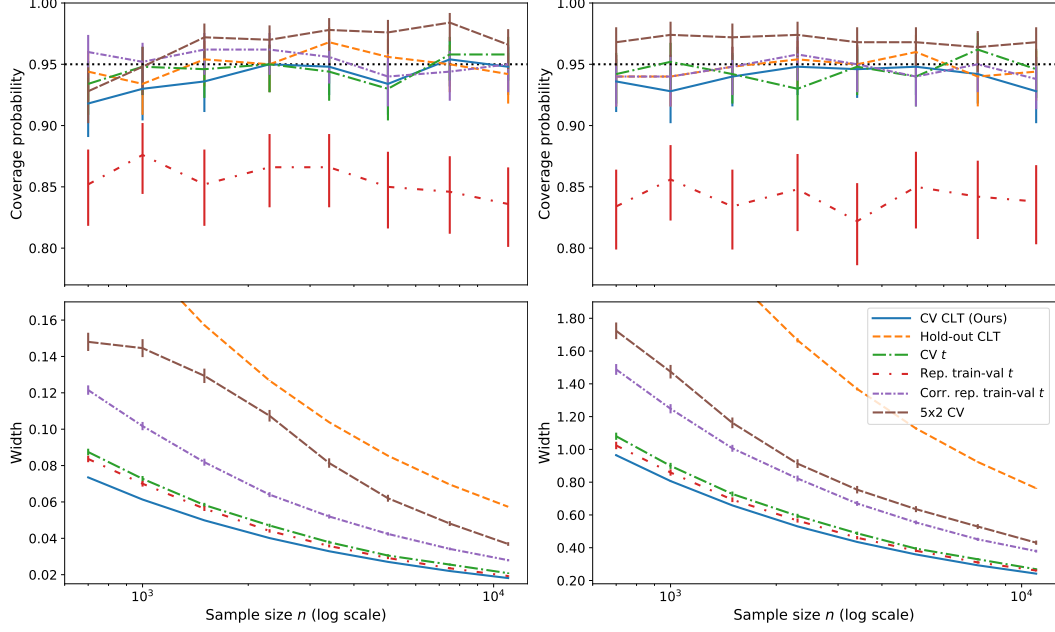 1.00
0.95
0.90
0.85
0.80
Coverage probability
1.00
0.95
0.90
0.85
0.80
Coverage probability
0.16
0.14
0.12
0.10
0.08
0.06
0.04
0.02
Width
10³
10⁴
Sample size n (log scale)
1.80
1.60
1.40
1.20
1.00
0.80
0.60
0.40
0.20
Width
CV CLT (Ours)
Hold-out CLT
CV t
Rep. train-val t
Corr. rep. train-val t
5x2 CV
10³
10⁴
Sample size n (log scale)